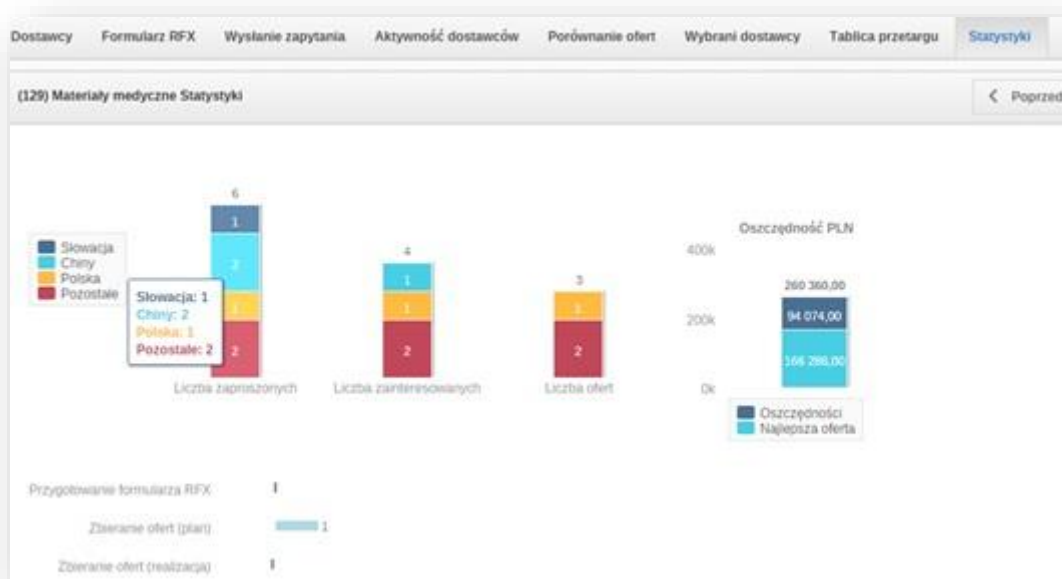 Dostawcy Formularz RFX Wysłanie zapytania Aktywność dostawców Porównanie ofert Wybrani dostawcy Tablica przetargu Statystyki
(129) Materiały medyczne Statystyki
Poprzed
6
1
2
1
2
Słowacja
Chiny
Polska
Pozostałe
Słowacja: 1
Chiny: 2
Polska: 1
Pozostałe: 2
Liczba zaproszonych
4
1
1
2
Liczba zainteresowanych
3
1
2
Liczba ofert
Oszczędność PLN
400k
200k
0k
260 360,00
94 074,00
166 286,00
Oszczędności
Najlepsza oferta
Przygotowanie formularza RFX
Zbieranie ofert (plan) 1
Zbieranie ofert (realizacja)